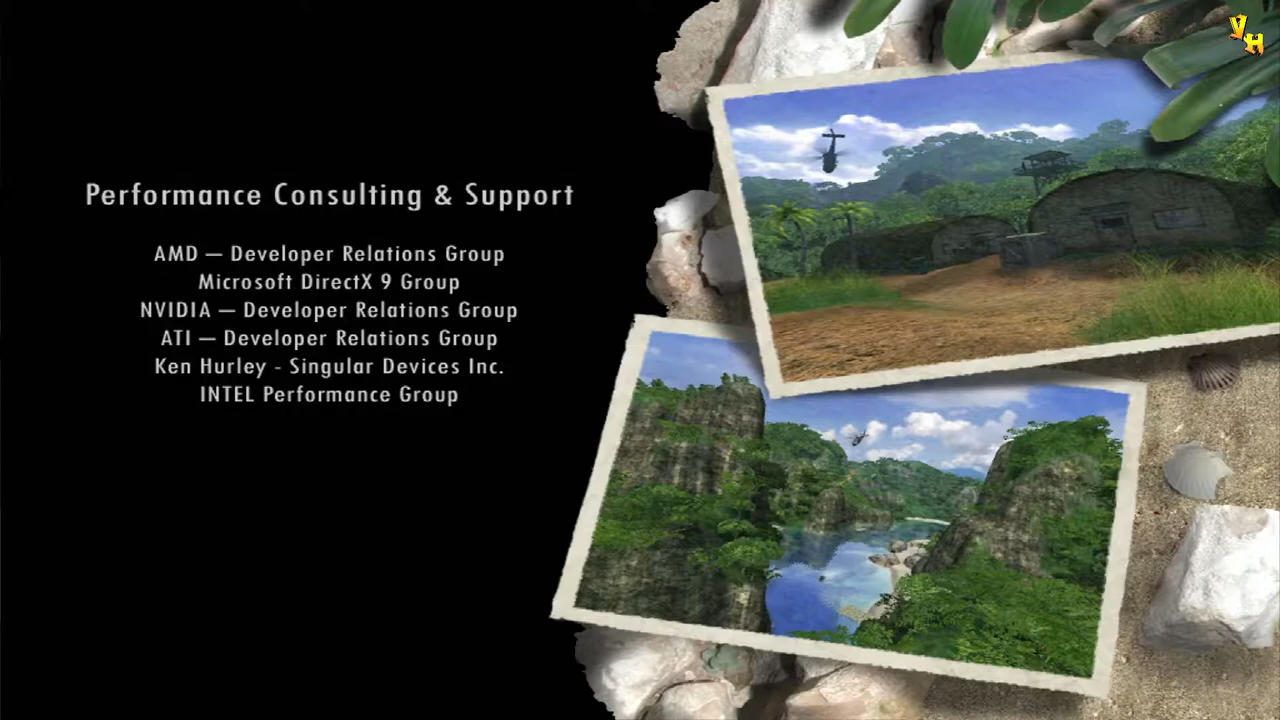 Performance Consulting & Support
AMD — Developer Relations Group
Microsoft DirectX 9 Group
NVIDIA — Developer Relations Group
ATI — Developer Relations Group
Ken Hurley - Singular Devices Inc.
INTEL Performance Group
VH